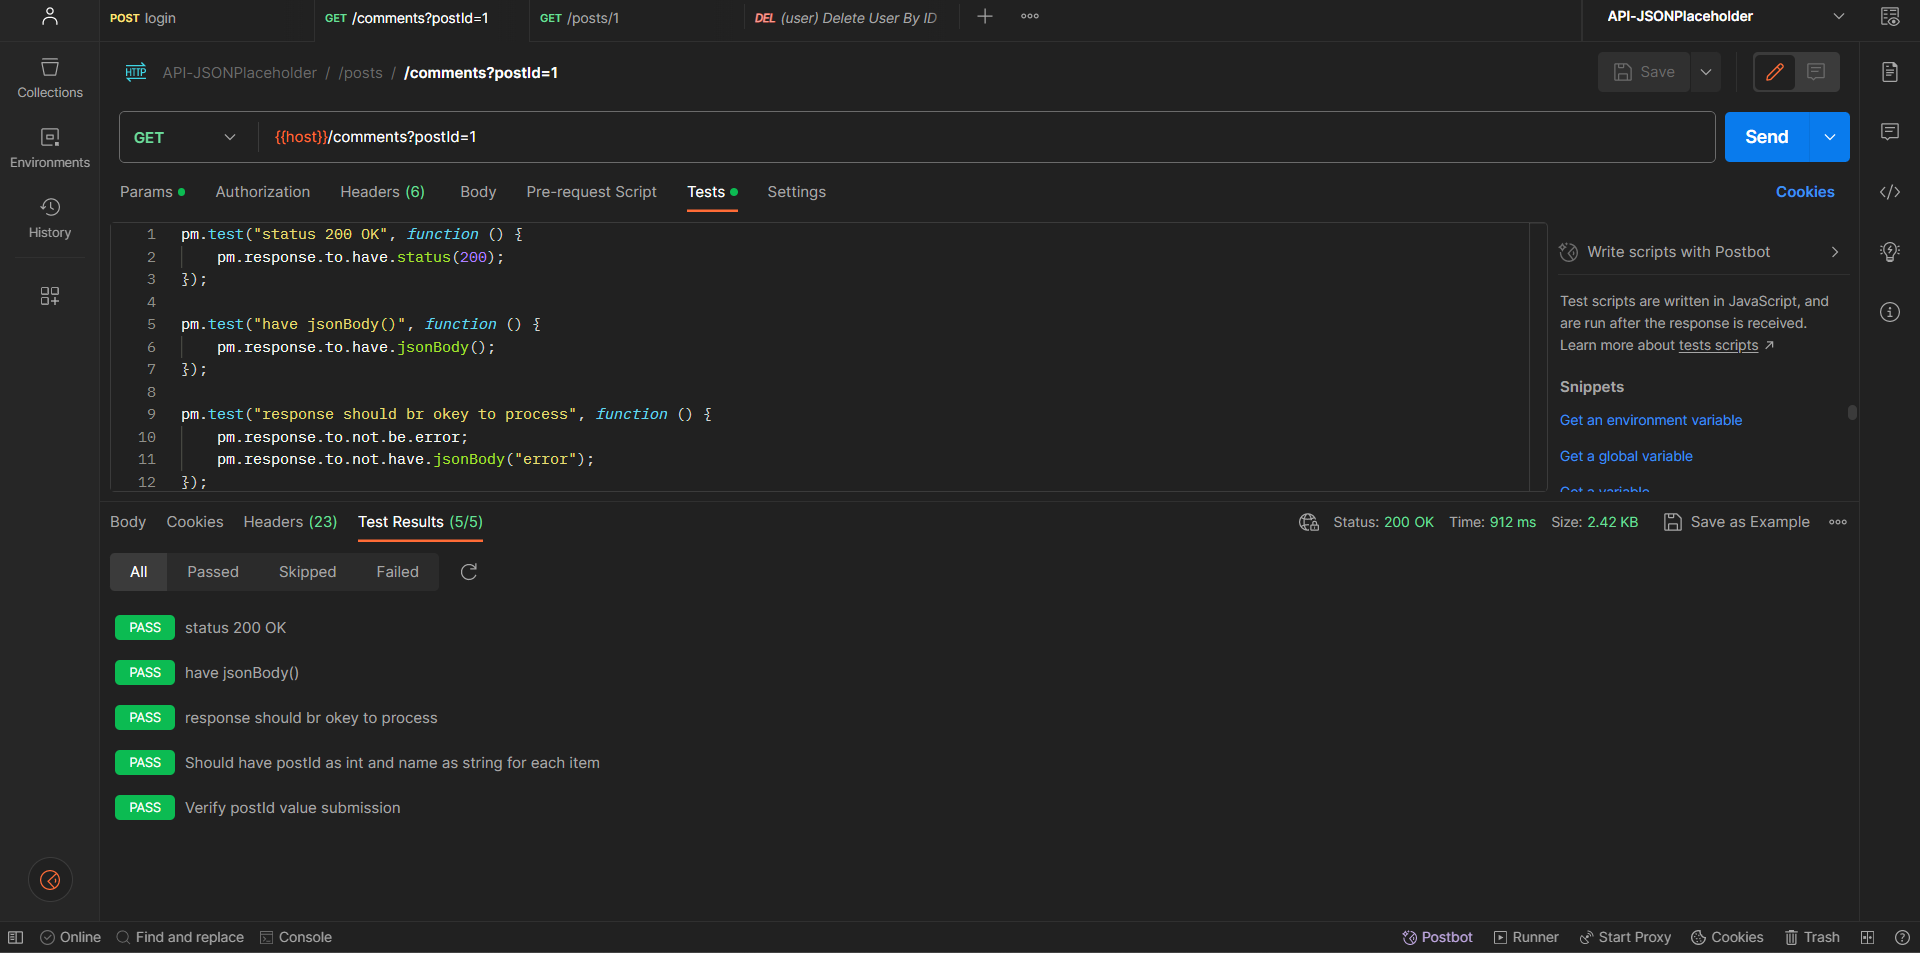 POST login
GET /comments?postId=1
GET /posts/1
DEL (user) Delete User By ID
API-JSONPlaceholder
Collections
Environments
History
HTTP API-JSONPlaceholder / /posts / /comments?postId=1
Save
GET {{host}}/comments?postId=1
Send
Params Authorization Headers (6) Body Pre-request Script Tests Settings
Cookies
1 pm.test("status 200 OK", function () {
2 pm.response.to.have.status(200);
3 });
4
5 pm.test("have jsonBody()", function () {
6 pm.response.to.have.jsonBody();
7 });
8
9 pm.test("response should br okey to process", function () {
10 pm.response.to.not.be.error;
11 pm.response.to.not.have.jsonBody("error");
12 });
Write scripts with Postbot
Test scripts are written in JavaScript, and
are run after the response is received.
Learn more about tests scripts
Snippets
Get an environment variable
Get a global variable
Get a variable
Body Cookies Headers (23) Test Results (5/5)
Status: 200 OK Time: 912 ms Size: 2.42 KB Save as Example
All Passed Skipped Failed
PASS status 200 OK
PASS have jsonBody()
PASS response should br okey to process
PASS Should have postId as int and name as string for each item
PASS Verify postId value submission
Online Find and replace Console
Postbot Runner Start Proxy Cookies Trash